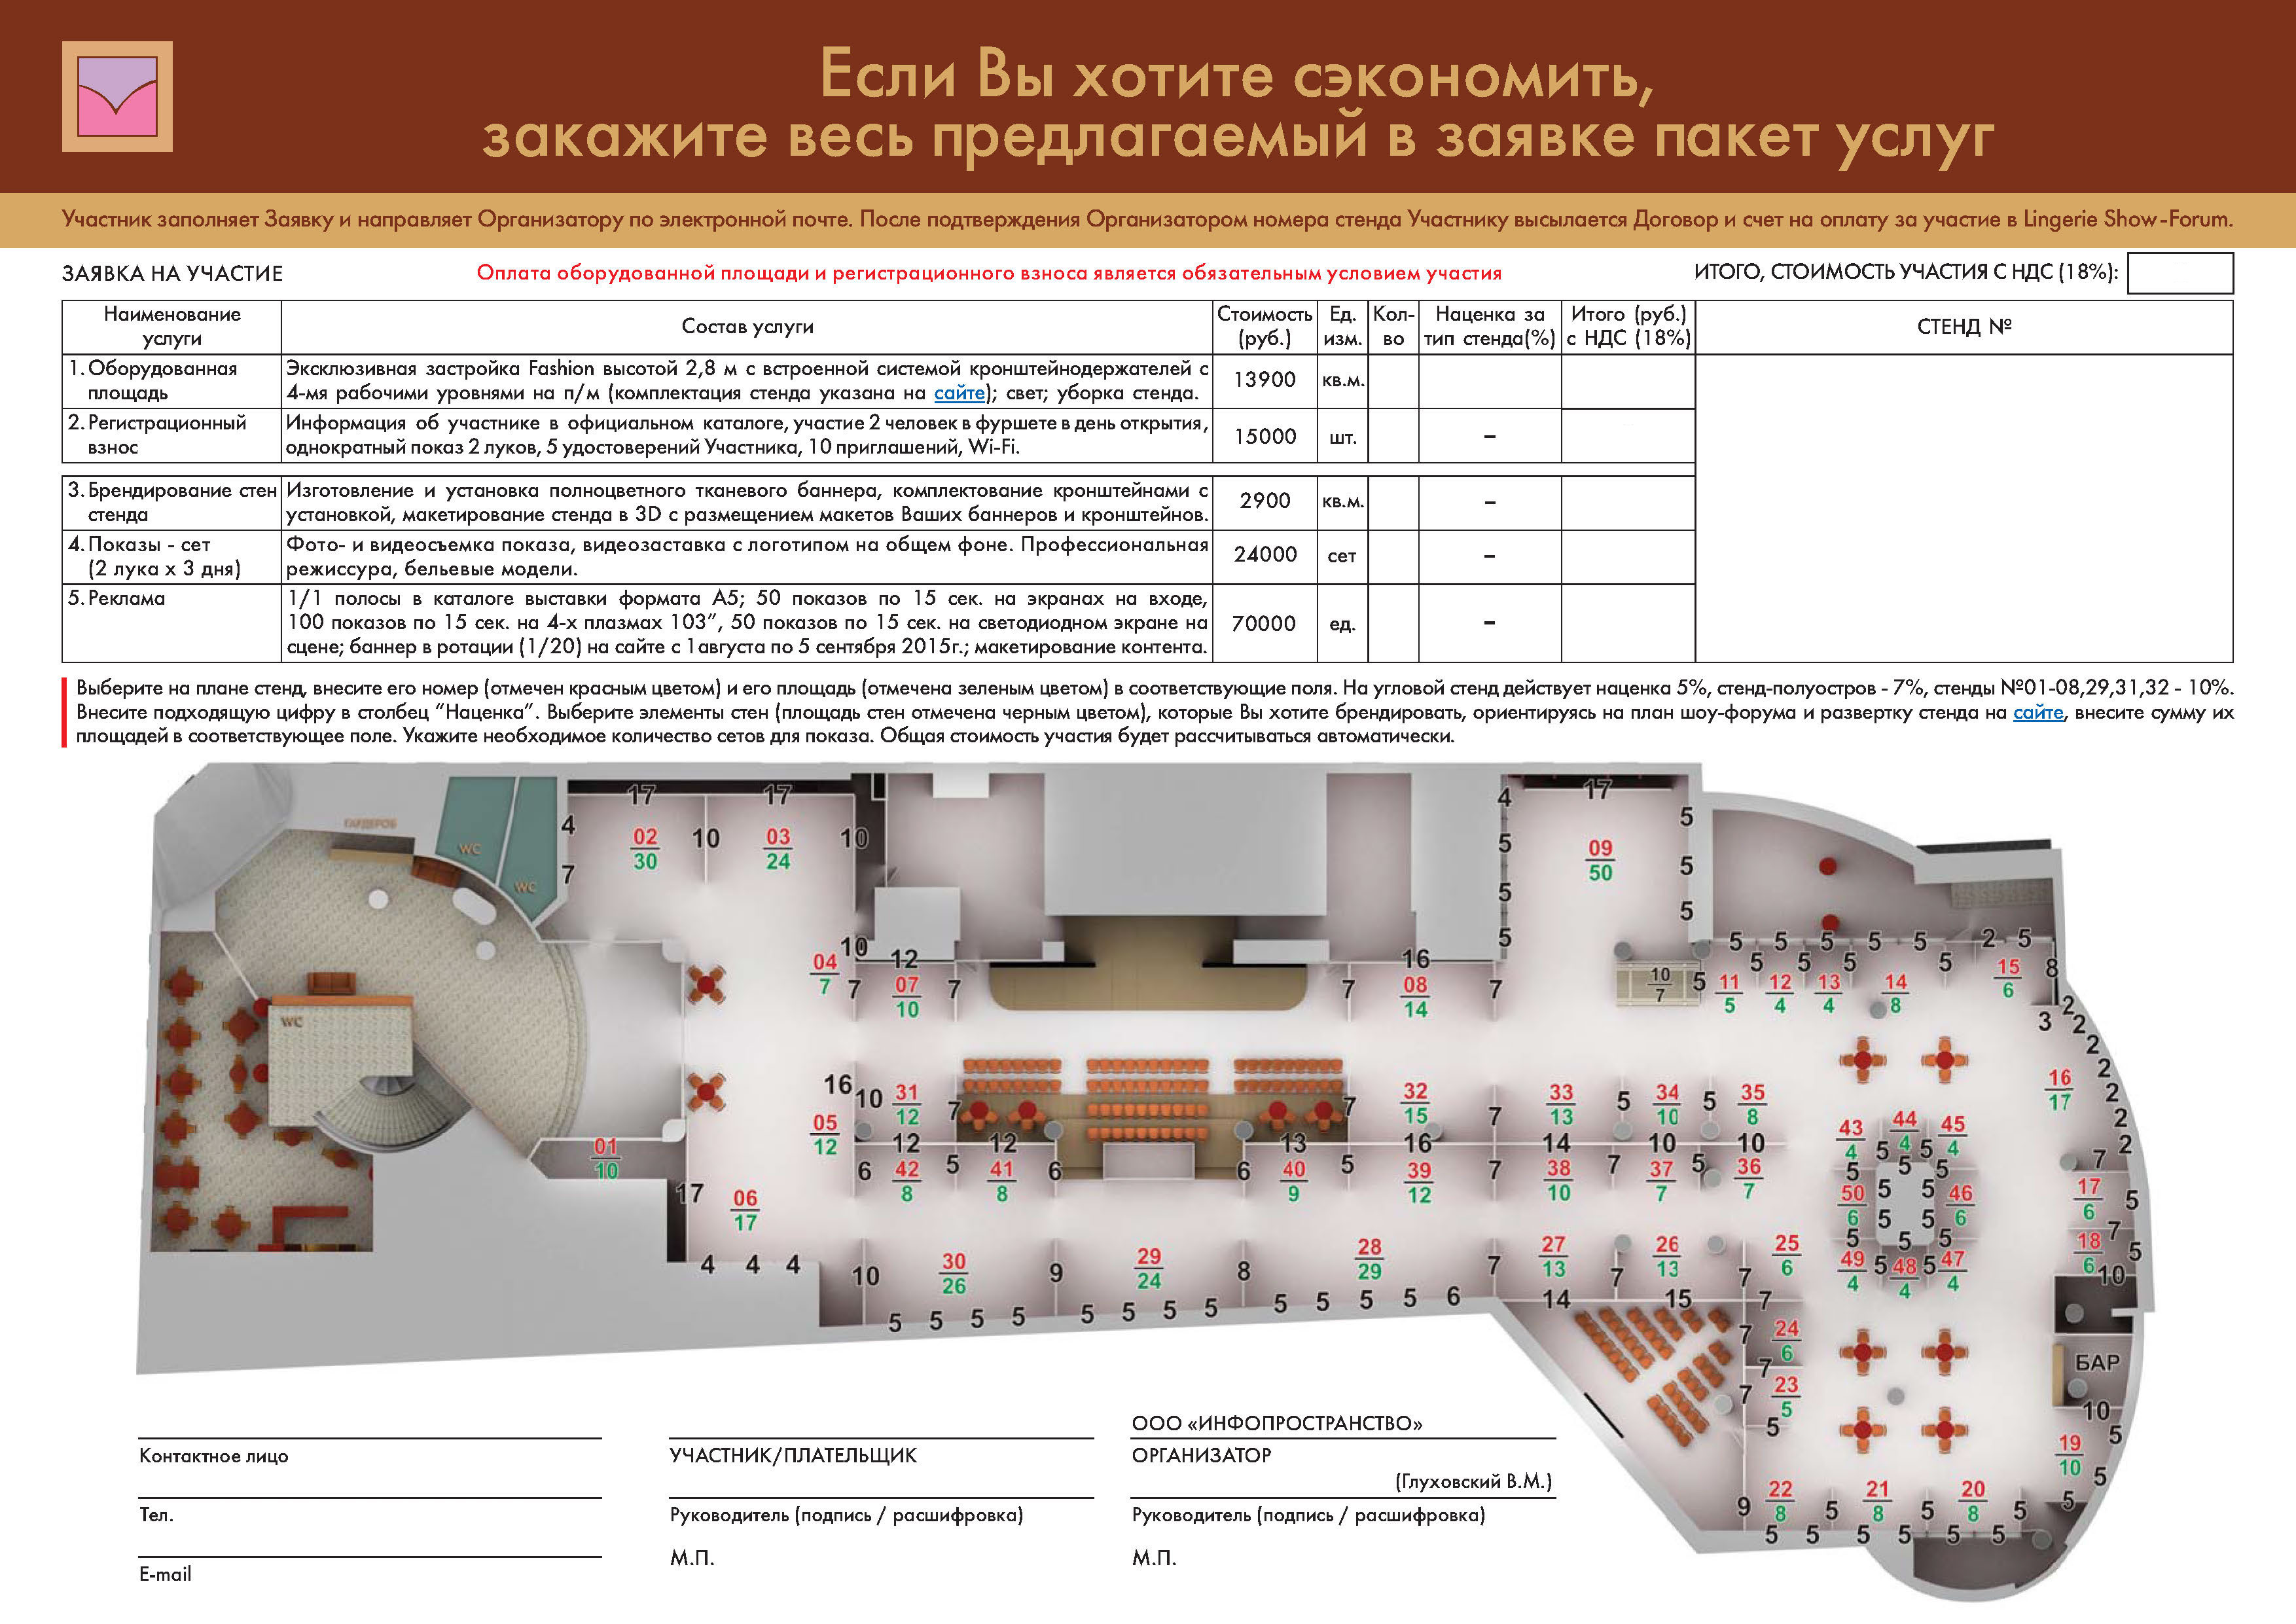 Если Вы хотите сэкономить,
закажите весь предлагаемый в заявке пакет услуг
Участник заполняет Заявку и направляет Организатору по электронной почте. После подтверждения Организатором номера стенда Участнику высылается Договор и счет на оплату за участие в Lingerie Show-Forum.
ЗАЯВКА НА УЧАСТИЕ
Оплата оборудованной площади и регистрационного взноса является обязательным условием участия
ИТОГО, СТОИМОСТЬ УЧАСТИЯ С НДС (18%):
Наименование
услуги
Состав услуги
Стоимость
(руб.)
Ед.
изм.
Кол-
во
Наценка за
тип стенда(%)
Итого (руб.)
с НДС (18%)
СТЕНД №
1. Оборудованная
площадь
Эксклюзивная застройка Fashion высотой 2,8 м с встроенной системой кронштейнодержателей с
4-мя рабочими уровнями на п/м (комплектация стенда указана на сайте); свет; уборка стенда.
13900
кв.м.
2. Регистрационный
взнос
Информация об участнике в официальном каталоге, участие 2 человек в фуршете в день открытия,
однократный показ 2 луков, 5 удостоверений Участника, 10 приглашений, Wi-Fi.
15000
шт.
–
3. Брендирование стен
стенда
Изготовление и установка полноцветного тканевого баннера, комплектование кронштейнами с
установкой, макетирование стенда в 3D с размещением макетов Ваших баннеров и кронштейнов.
2900
кв.м.
–
4. Показы - сет
(2 лука х 3 дня)
Фото- и видеосъемка показа, видеозаставка с логотипом на общем фоне. Профессиональная
режиссура, бельевые модели.
24000
сет
–
5. Реклама
1/1 полосы в каталоге выставки формата А5; 50 показов по 15 сек. на экранах на входе,
100 показов по 15 сек. на 4-х плазмах 103”, 50 показов по 15 сек. на светодиодном экране на
сцене; баннер в ротации (1/20) на сайте с 1августа по 5 сентября 2015г.; макетирование контента.
70000
ед.
–
Выберите на плане стенд, внесите его номер (отмечен красным цветом) и его площадь (отмечена зеленым цветом) в соответствующие поля. На угловой стенд действует наценка 5%, стенд-полуостров - 7%, стенды №01-08,29,31,32 - 10%.
Внесите подходящую цифру в столбец “Наценка”. Выберите элементы стен (площадь стен отмечена черным цветом), которые Вы хотите брендировать, ориентируясь на план шоу-форума и развертку стенда на сайте, внесите сумму их
площадей в соответствующее поле. Укажите необходимое количество сетов для показа. Общая стоимость участия будет рассчитываться автоматически.
17 17 4 17
ГАРДЕРОБ 4 5
WC 02 10 03 10 5 09
30 24 50
WC 7 5 5
5 5
10 12 16 5 5 5 5 5 5 2 5
04 5 5 5 5 15 8
7 7 07 7 7 08 7 10 5 11 12 13 14 6
10 14 7 5 4 4 8
WC 3 2 2
2
2
16 10 31 7 7 32 7 33 5 34 5 35 16 2
12 15 13 10 8 17 2
05 43 44 45
12 12 12 13 16 14 10 10 4 5 4 5 4 2
01 6 42 5 41 6 6 40 5 39 7 38 7 37 5 36 5 5 5 7
10 8 8 9 12 10 7 7
17 06 50 5 5 46 17 5
17 6 5 5 6 6
4 4 4 10 30 9 29 8 28 7 27 7 26 7 25 5 5 5 18 7 5
26 24 29 13 13 6 49 5 48 5 47 6 10
4 4 4
5 5 5 5 5 5 5 5 5 5 5 5 6 14 15 7
7 24
6
БАР
7
7 23
5
5
10
5
19
10 5
5
9 22 5 21 5 20 5
8 8 8
5 5 5 5 5 5
Контактное лицо
Тел.
E-mail
УЧАСТНИК/ПЛАТЕЛЬЩИК
Руководитель (подпись / расшифровка)
М.П.
ООО «ИНФОПРОСТРАНСТВО»
ОРГАНИЗАТОР
(Глуховский В.М.)
Руководитель (подпись / расшифровка)
М.П.